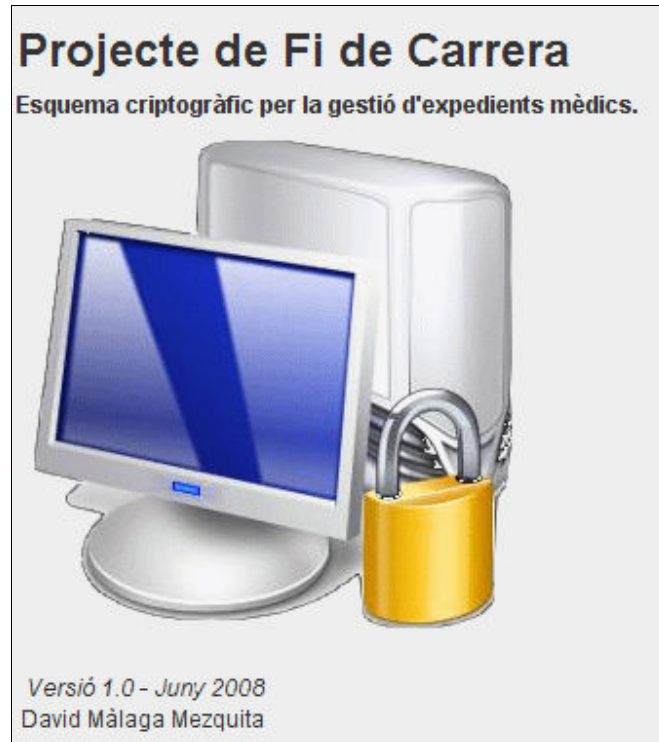 Projecte de Fi de Carrera
Esquema criptogràfic per la gestió d'expedients mèdics.
Versió 1.0 - Juny 2008
David Màlaga Mezquita